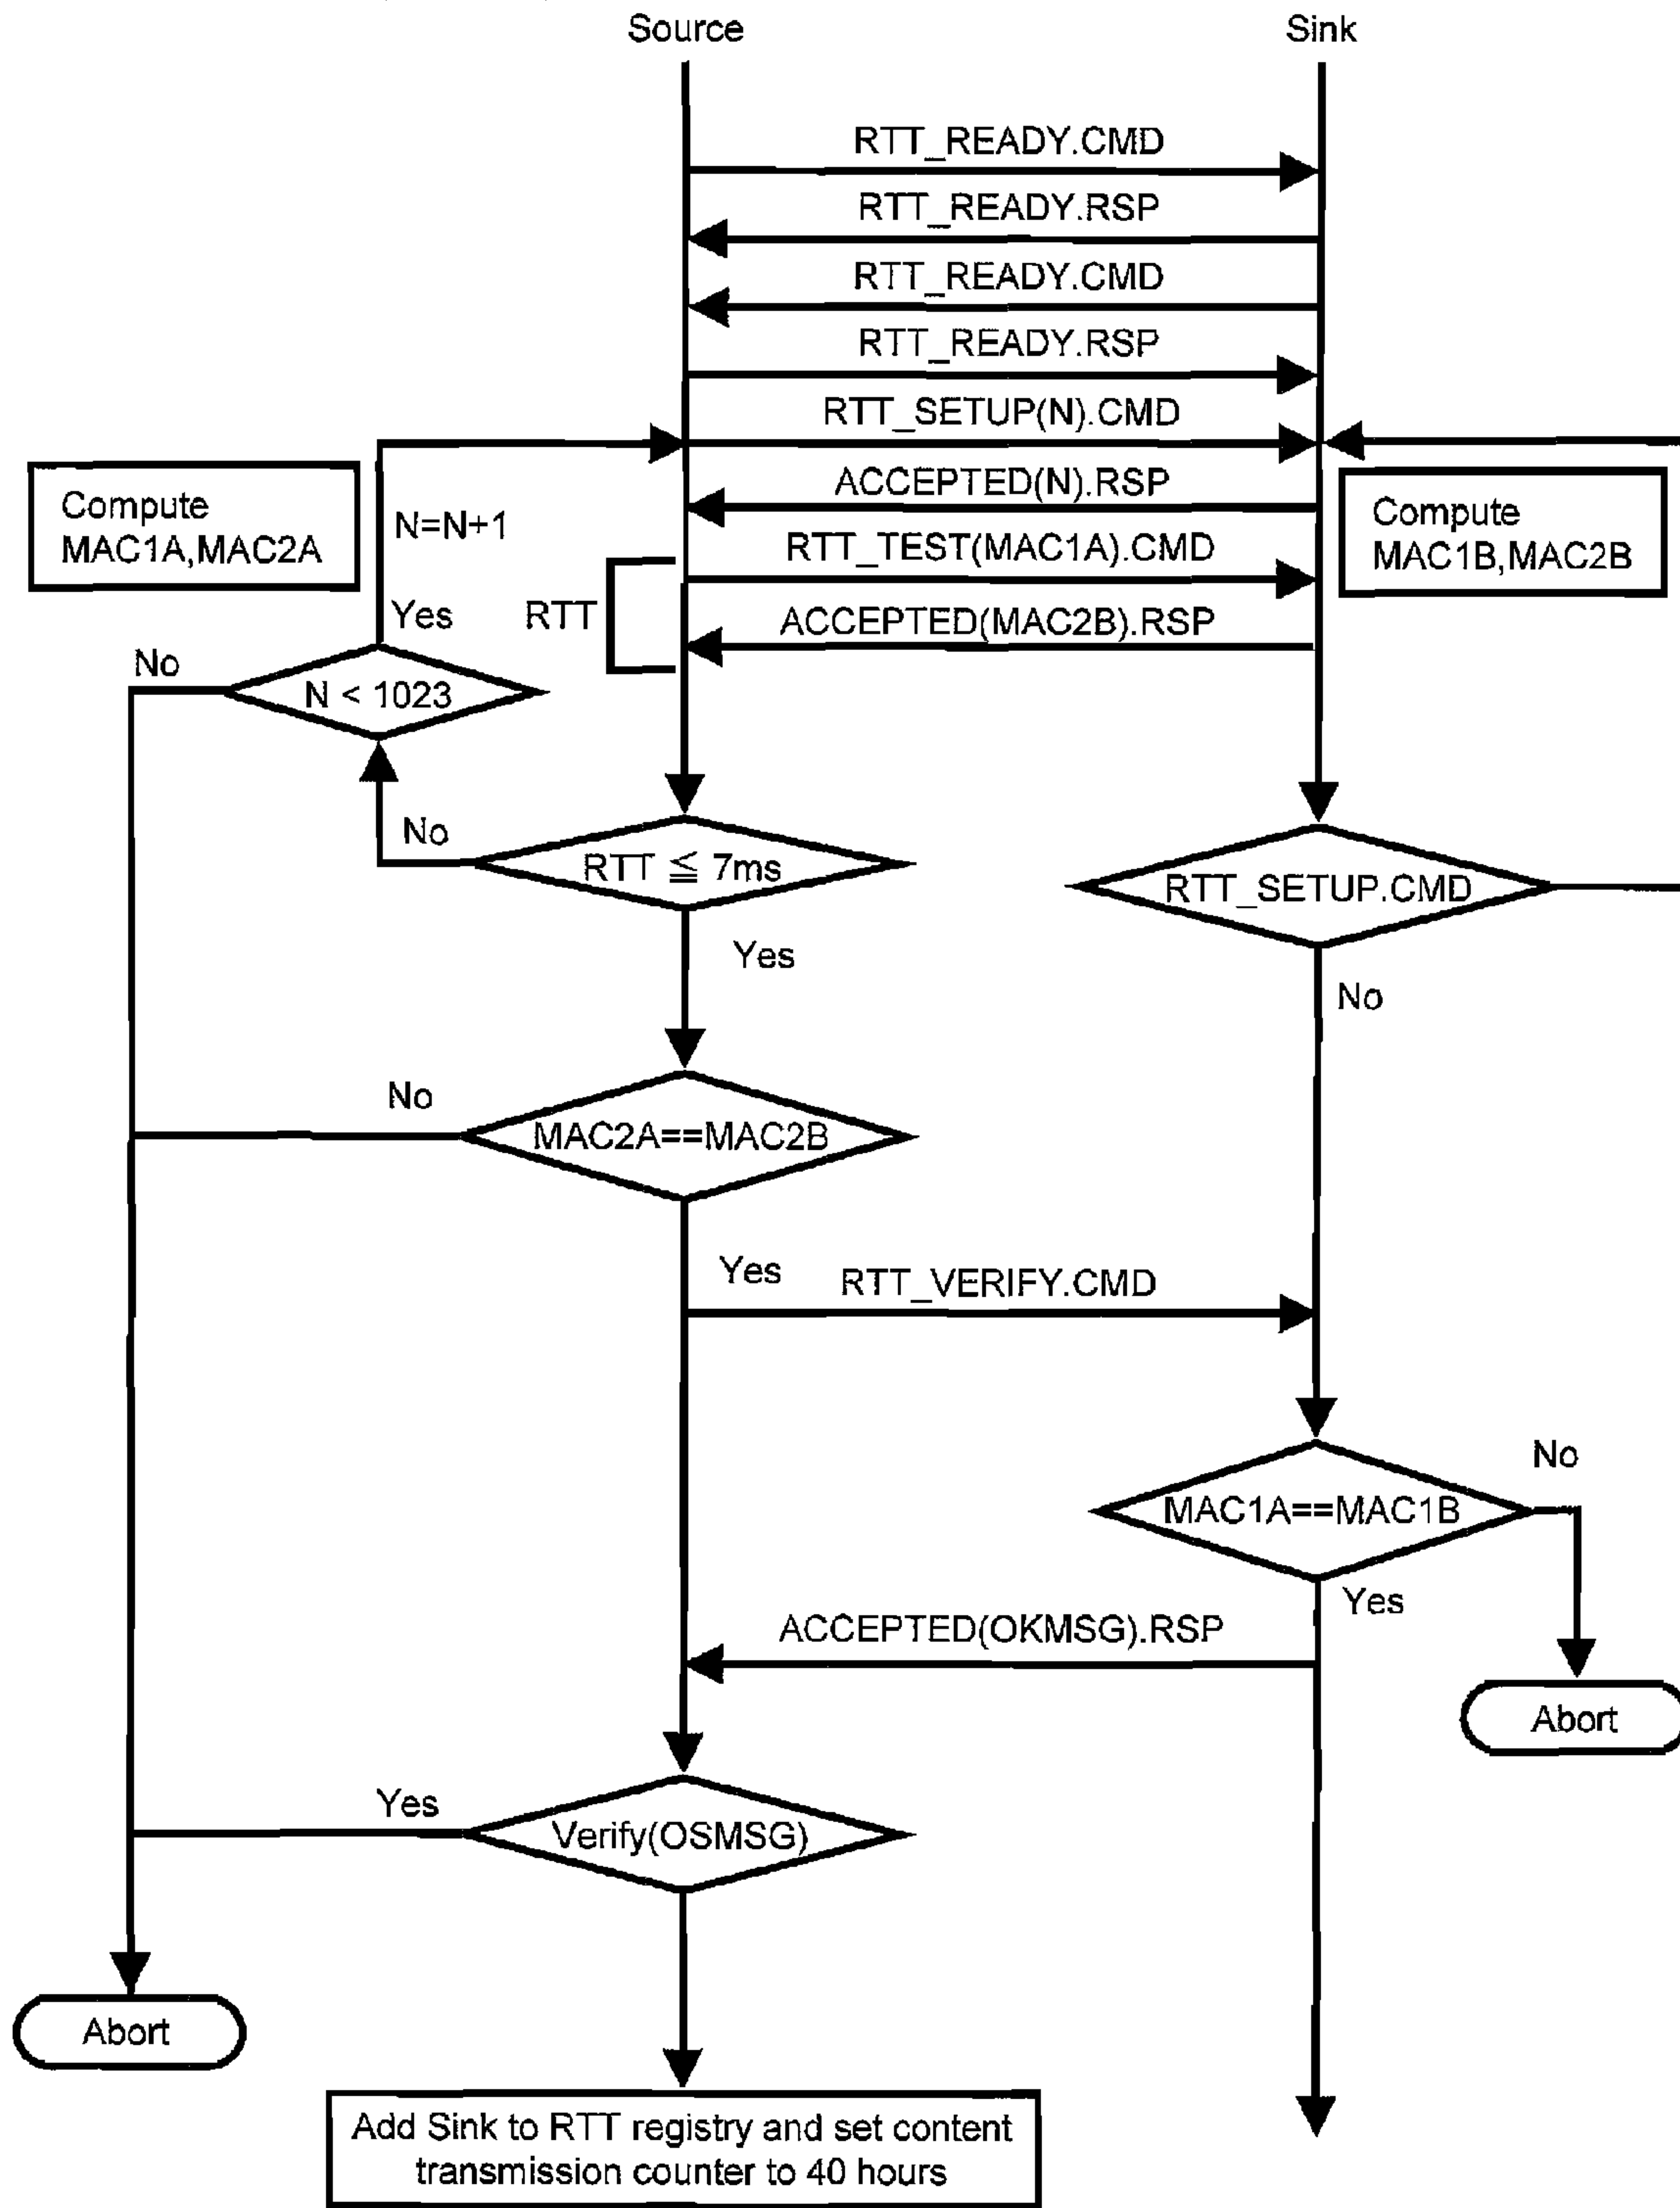 Source
Sink
RTT_READY.CMD
RTT_READY.RSP
RTT_READY.CMD
RTT_READY.RSP
RTT_SETUP(N).CMD
ACCEPTED(N).RSP
Compute
MAC1A,MAC2A
N=N+1
Compute
MAC1B,MAC2B
RTT_TEST(MAC1A).CMD
RTT
ACCEPTED(MAC2B).RSP
Yes
No
N < 1023
No
RTT ≦ 7ms
RTT_SETUP.CMD
Yes
No
No
MAC2A==MAC2B
Yes
RTT_VERIFY.CMD
No
MAC1A==MAC1B
Yes
ACCEPTED(OKMSG).RSP
Abort
Yes
Verify(OSMSG)
Abort
Add Sink to RTT registry and set content
transmission counter to 40 hours